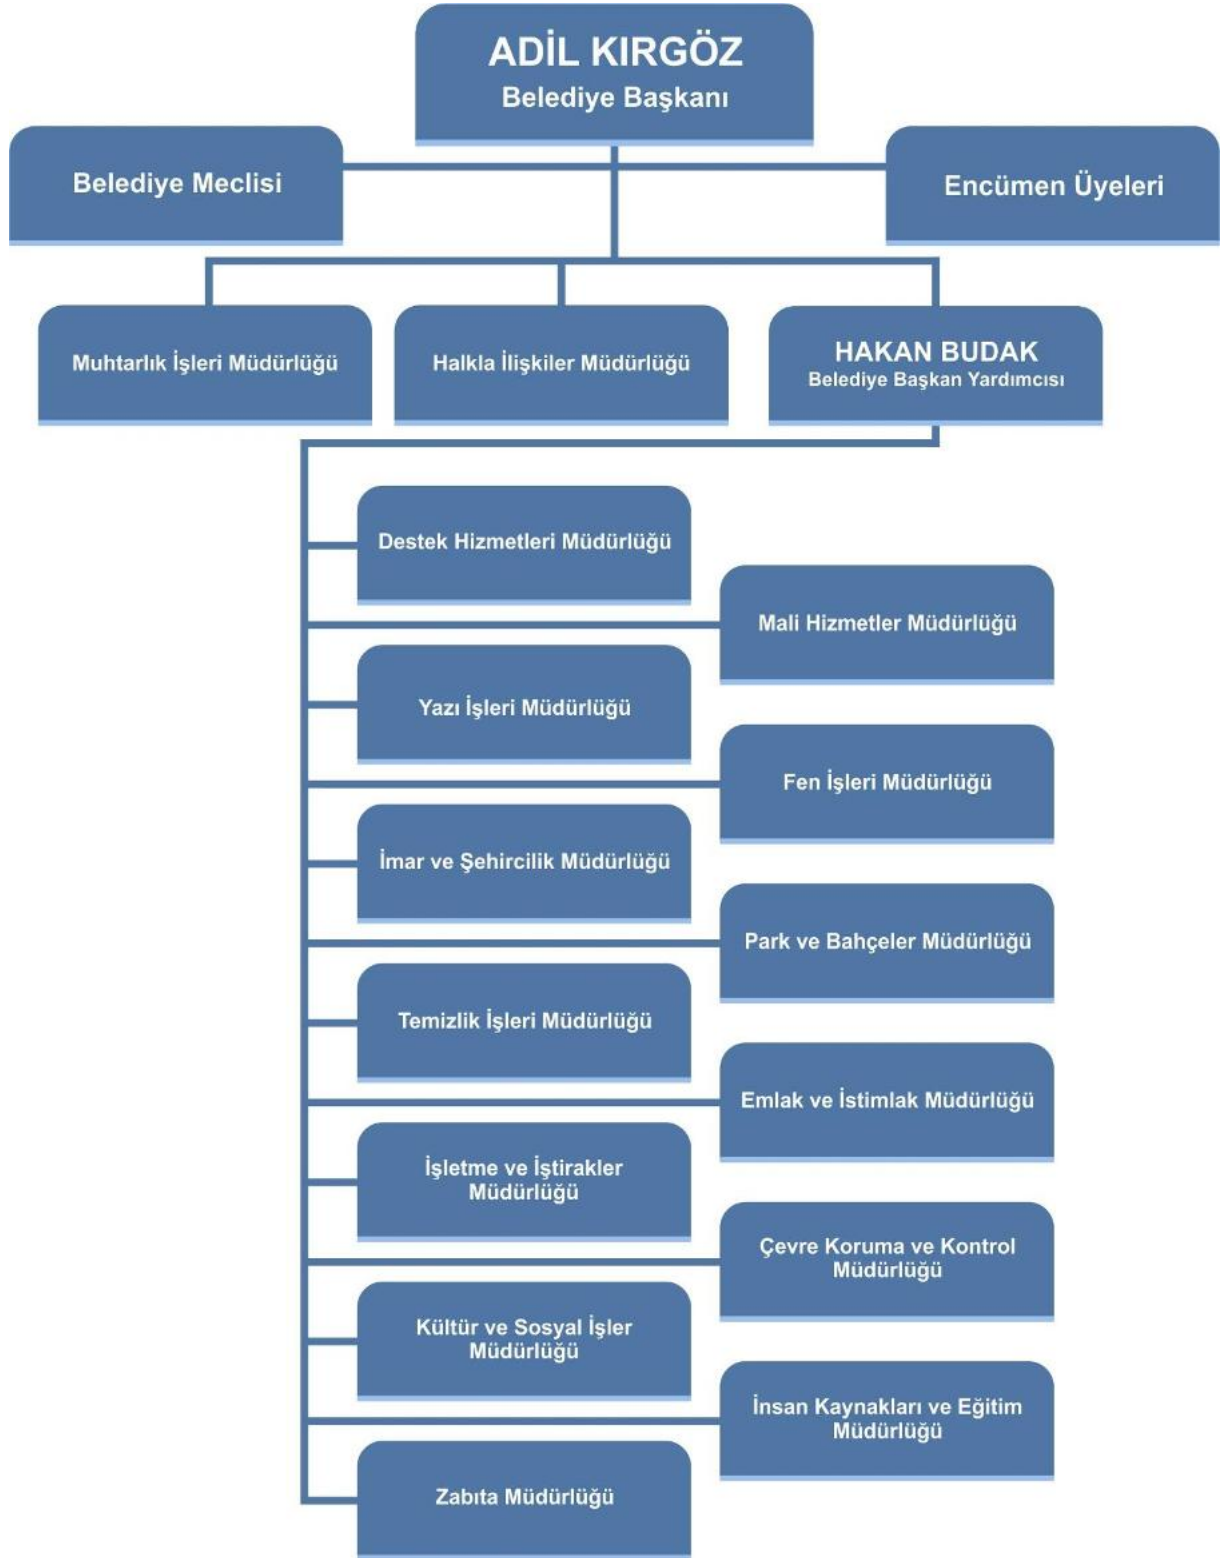 ADİL KIRGÖZ
Belediye Başkanı
Belediye Meclisi
Encümen Üyeleri
Muhtarlık İşleri Müdürlüğü
Halkla İlişkiler Müdürlüğü
HAKAN BUDAK
Belediye Başkan Yardımcısı
Destek Hizmetleri Müdürlüğü
Mali Hizmetler Müdürlüğü
Yazı İşleri Müdürlüğü
Fen İşleri Müdürlüğü
İmar ve Şehircilik Müdürlüğü
Park ve Bahçeler Müdürlüğü
Temizlik İşleri Müdürlüğü
Emlak ve İstimlak Müdürlüğü
İşletme ve İştirakler
Müdürlüğü
Çevre Koruma ve Kontrol
Müdürlüğü
Kültür ve Sosyal İşler
Müdürlüğü
İnsan Kaynakları ve Eğitim
Müdürlüğü
Zabıta Müdürlüğü